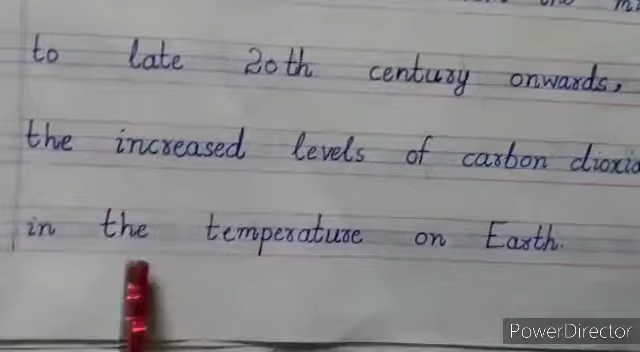 to late 20th century onwards,
the increased levels of carbon
in the temperature on Earth.
PowerDirector